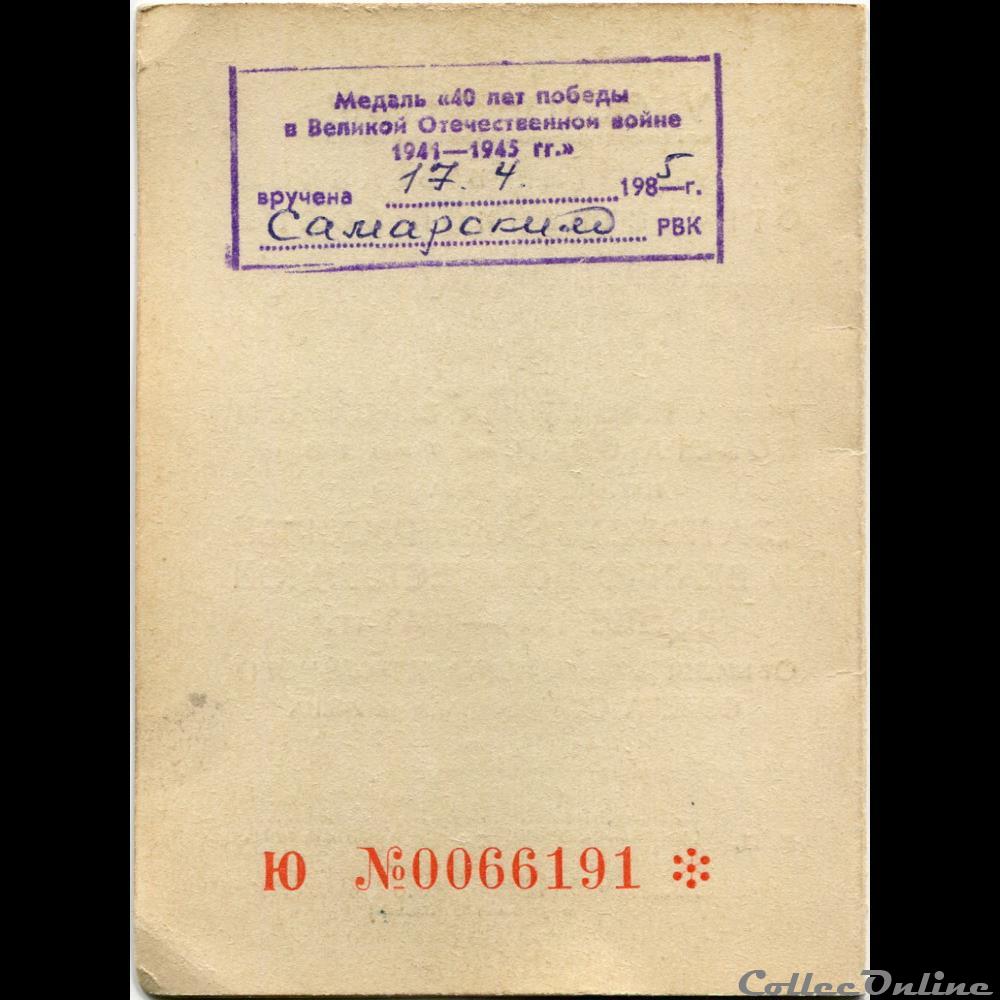 Медаль «40 лет победы
в Великой Отечественной войне
1941—1945 гг.»
вручена 17. 4. 1985 г.
Самарским РВК
Ю №0066191
CollecOnline